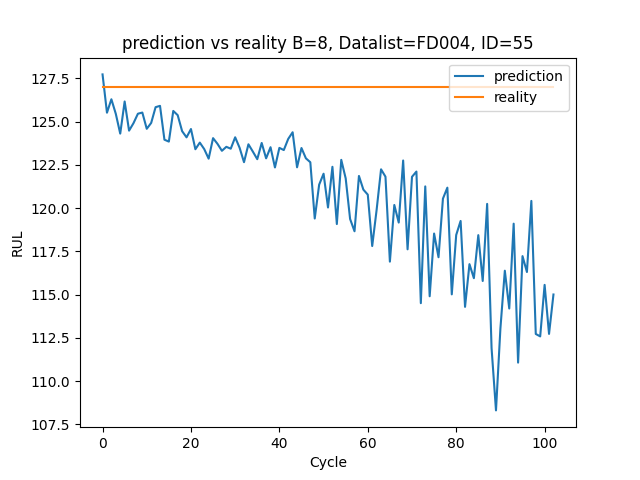 prediction vs reality B=8, Datalist=FD004, ID=55
prediction
reality
127.5
125.0
122.5
120.0
117.5
115.0
112.5
110.0
107.5
RUL
0 20 40 60 80 100
Cycle